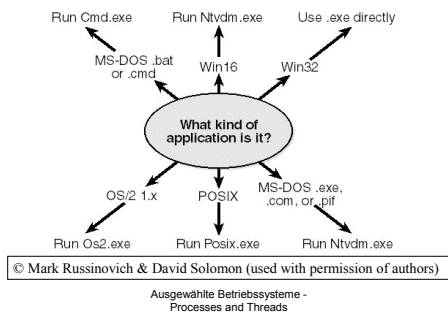 Run Cmd.exe Run Ntvdm.exe Use .exe directly
MS-DOS .bat
or .cmd
Win16
Win32
What kind of
application is it?
OS/2 1.x
POSIX
MS-DOS .exe,
.com, or .pif
Run Os2.exe Run Posix.exe Run Ntvdm.exe
© Mark Russinovich & David Solomon (used with permission of authors)
Ausgewählte Betriebssysteme -
Processes and Threads